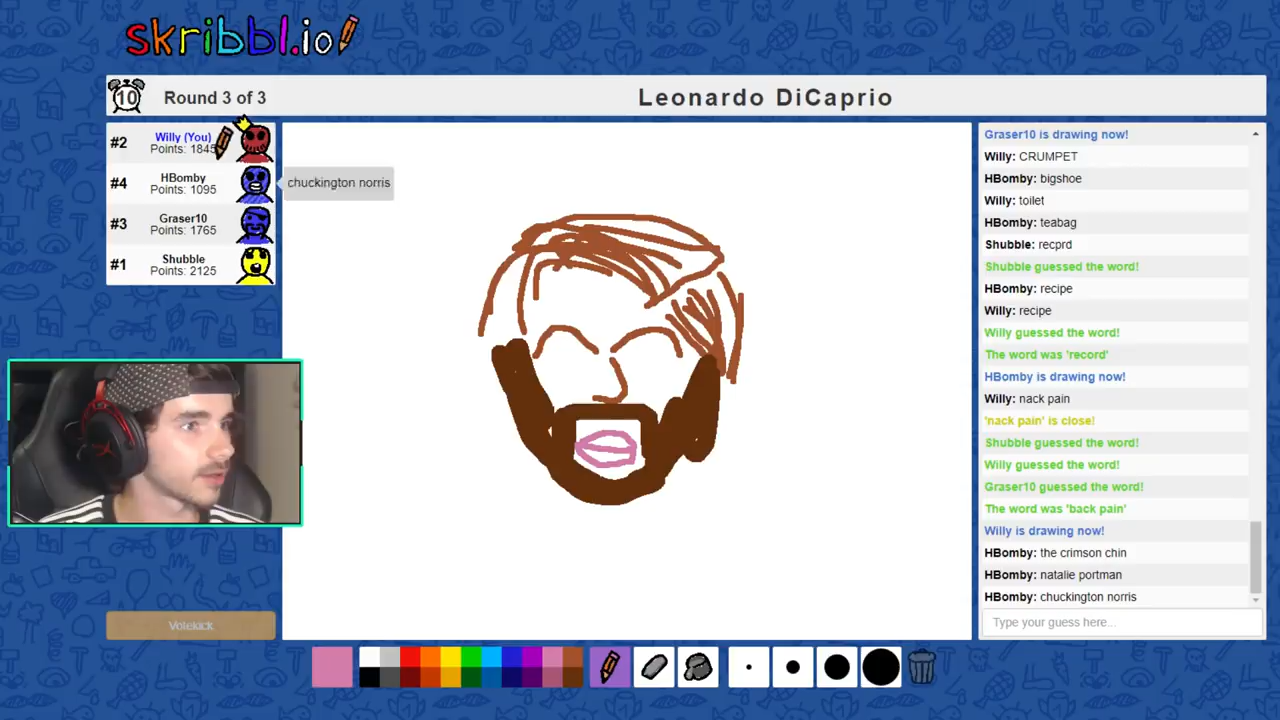 skribbl.io
10
Round 3 of 3
Leonardo DiCaprio
#2
Willy (You)
Points: 1845
#4
HBomby
Points: 1095
chuckington norris
#3
Graser10
Points: 1765
#1
Shubble
Points: 2125
Votekick
Graser10 is drawing now!
Willy: CRUMPET
HBomby: bigshoe
Willy: toilet
HBomby: teabag
Shubble: recprd
Shubble guessed the word!
HBomby: recipe
Willy: recipe
Willy guessed the word!
The word was 'record'
HBomby is drawing now!
Willy: nack pain
'nack pain' is close!
Shubble guessed the word!
Willy guessed the word!
Graser10 guessed the word!
The word was 'back pain'
Willy is drawing now!
HBomby: the crimson chin
HBomby: natalie portman
HBomby: chuckington norris
Type your guess here...